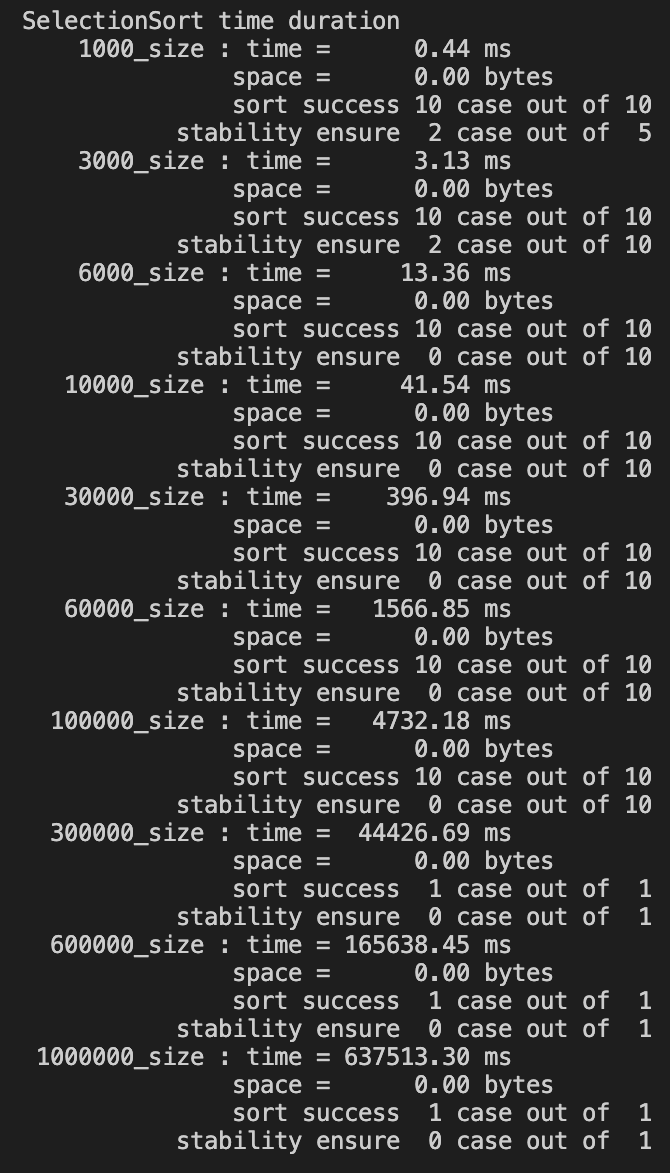 SelectionSort time duration
1000_size : time = 0.44 ms
space = 0.00 bytes
sort success 10 case out of 10
stability ensure 2 case out of 5
3000_size : time = 3.13 ms
space = 0.00 bytes
sort success 10 case out of 10
stability ensure 2 case out of 10
6000_size : time = 13.36 ms
space = 0.00 bytes
sort success 10 case out of 10
stability ensure 0 case out of 10
10000_size : time = 41.54 ms
space = 0.00 bytes
sort success 10 case out of 10
stability ensure 0 case out of 10
30000_size : time = 396.94 ms
space = 0.00 bytes
sort success 10 case out of 10
stability ensure 0 case out of 10
60000_size : time = 1566.85 ms
space = 0.00 bytes
sort success 10 case out of 10
stability ensure 0 case out of 10
100000_size : time = 4732.18 ms
space = 0.00 bytes
sort success 10 case out of 10
stability ensure 0 case out of 10
300000_size : time = 44426.69 ms
space = 0.00 bytes
sort success 1 case out of 1
stability ensure 0 case out of 1
600000_size : time = 165638.45 ms
space = 0.00 bytes
sort success 1 case out of 1
stability ensure 0 case out of 1
1000000_size : time = 637513.30 ms
space = 0.00 bytes
sort success 1 case out of 1
stability ensure 0 case out of 1